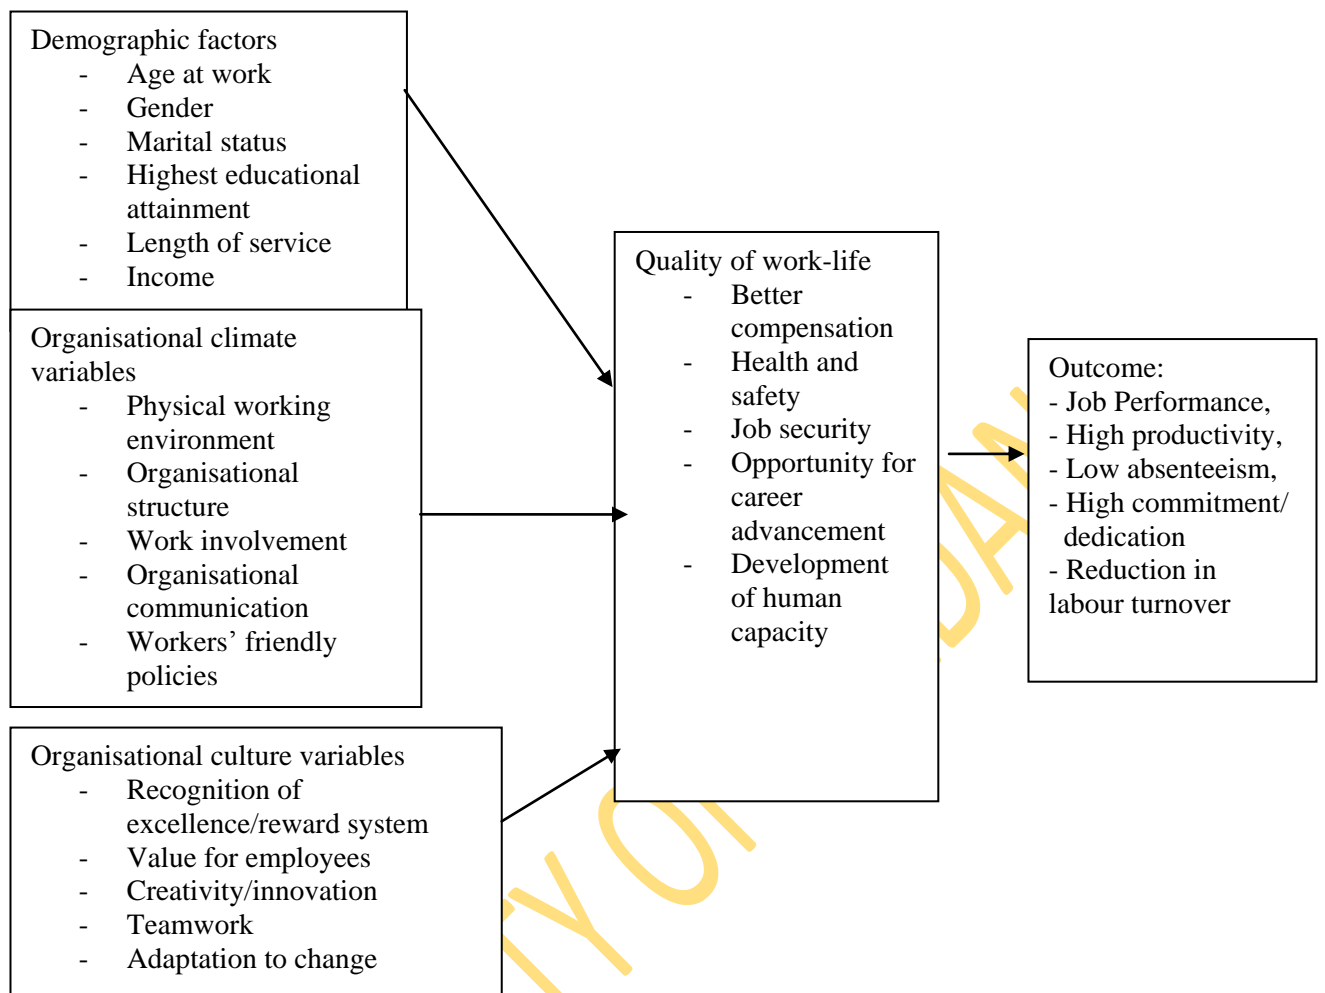 Demographic factors
- Age at work
- Gender
- Marital status
- Highest educational
attainment
- Length of service
- Income
Organisational climate
variables
- Physical working
environment
- Organisational
structure
- Work involvement
- Organisational
communication
- Workers’ friendly
policies
Organisational culture variables
- Recognition of
excellence/reward system
- Value for employees
- Creativity/innovation
- Teamwork
- Adaptation to change
Quality of work-life
- Better
compensation
- Health and
safety
- Job security
- Opportunity for
career
advancement
- Development
of human
capacity
Outcome:
- Job Performance,
- High productivity,
- Low absenteeism,
- High commitment/
dedication
- Reduction in
labour turnover